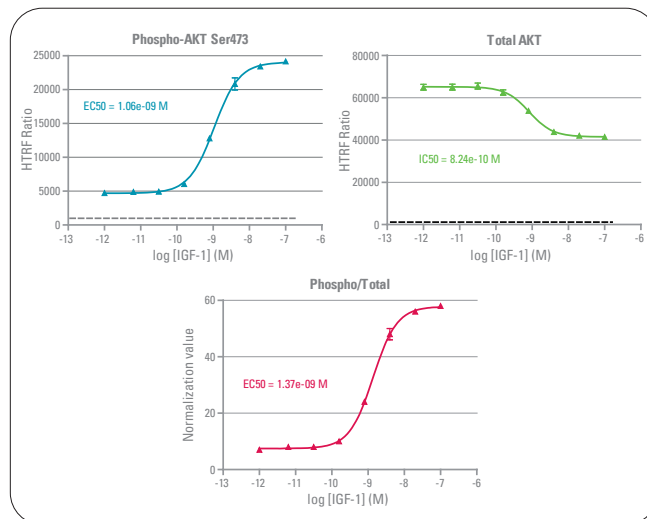 Phospho-AKT Ser473
25000
20000
15000
10000
5000
0
HTRF Ratio
EC50 = 1.06e-09 M
-13 -12 -11 -10 -9 -8 -7 -6
log [IGF-1] (M)
Total AKT
80000
60000
40000
20000
0
HTRF Ratio
IC50 = 8.24e-10 M
-13 -12 -11 -10 -9 -8 -7 -6
log [IGF-1] (M)
Phospho/Total
60
40
20
0
Normalization value
EC50 = 1.37e-09 M
-13 -12 -11 -10 -9 -8 -7 -6
log [IGF-1] (M)